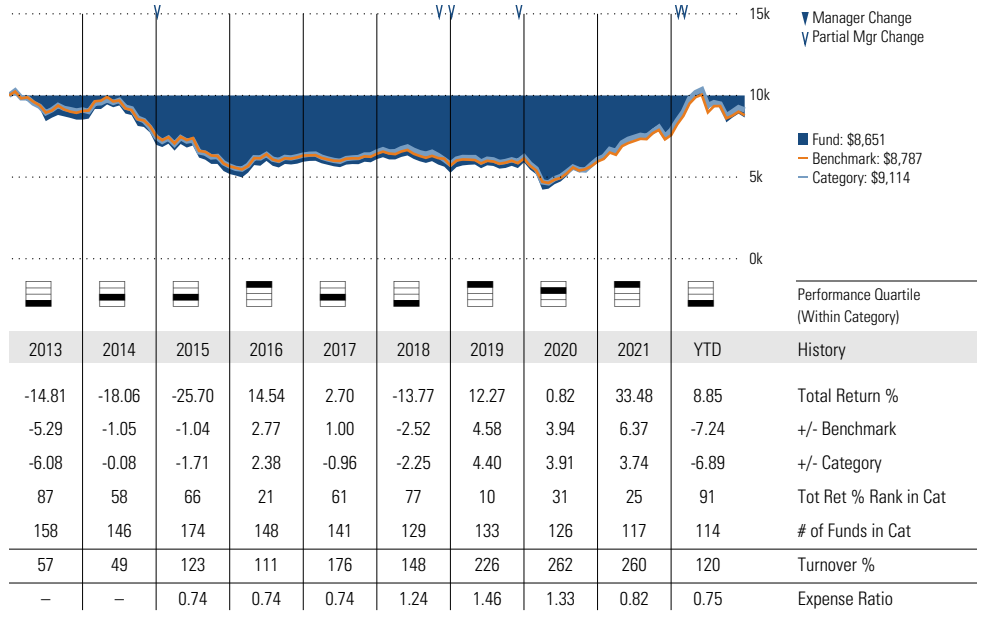 15k
10k
5k
0k
Manager Change
Partial Mgr Change
Fund: $8,651
Benchmark: $8,787
Category: $9,114
Performance Quartile
(Within Category)
2013 2014 2015 2016 2017 2018 2019 2020 2021 YTD History
-14.81 -18.06 -25.70 14.54 2.70 -13.77 12.27 0.82 33.48 8.85 Total Return %
-5.29 -1.05 -1.04 2.77 1.00 -2.52 4.58 3.94 6.37 -7.24 +/- Benchmark
-6.08 -0.08 -1.71 2.38 -0.96 -2.25 4.40 3.91 3.74 -6.89 +/- Category
87 58 66 21 61 77 10 31 25 91 Tot Ret % Rank in Cat
158 146 174 148 141 129 133 126 117 114 # of Funds in Cat
57 49 123 111 176 148 226 262 260 120 Turnover %
– – 0.74 0.74 0.74 1.24 1.46 1.33 0.82 0.75 Expense Ratio